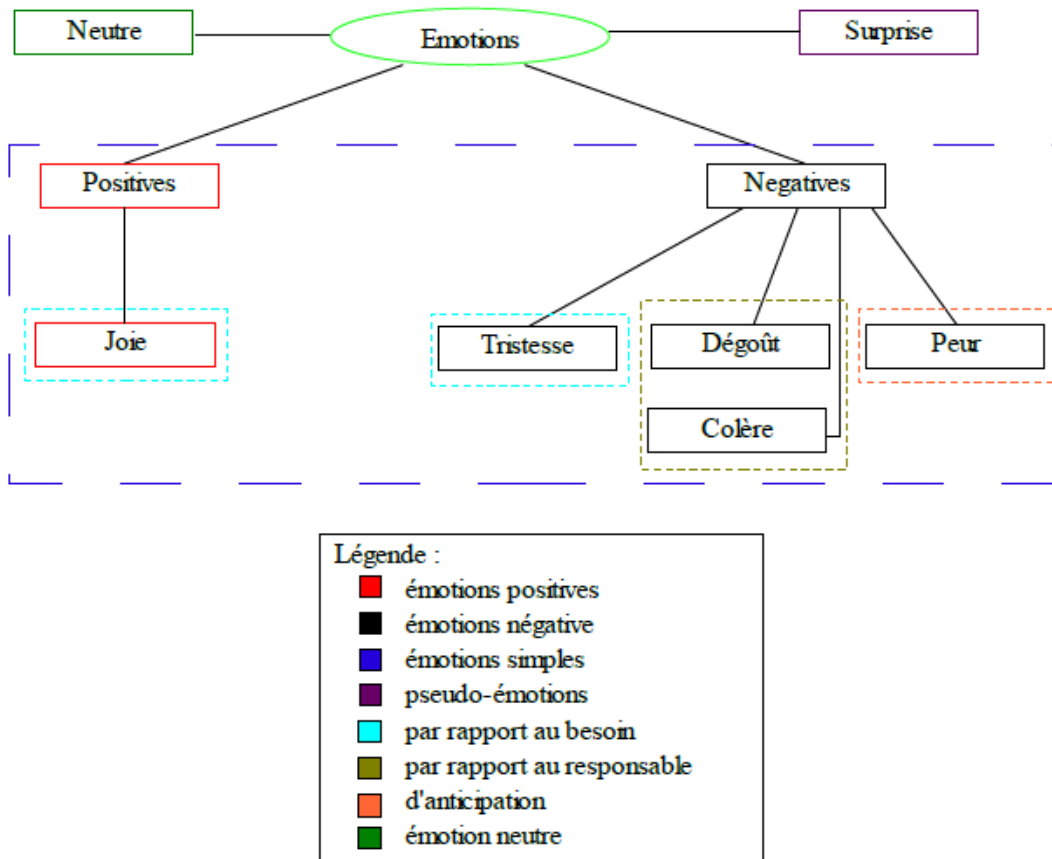 Neutre
Emotions
Surprise
Positives
Negatives
Joie
Tristesse
Dégoût
Peur
Colère
Légende :
émotions positives
émotions négative
émotions simples
pseudo-émotions
par rapport au besoin
par rapport au responsable
d'anticipation
émotion neutre